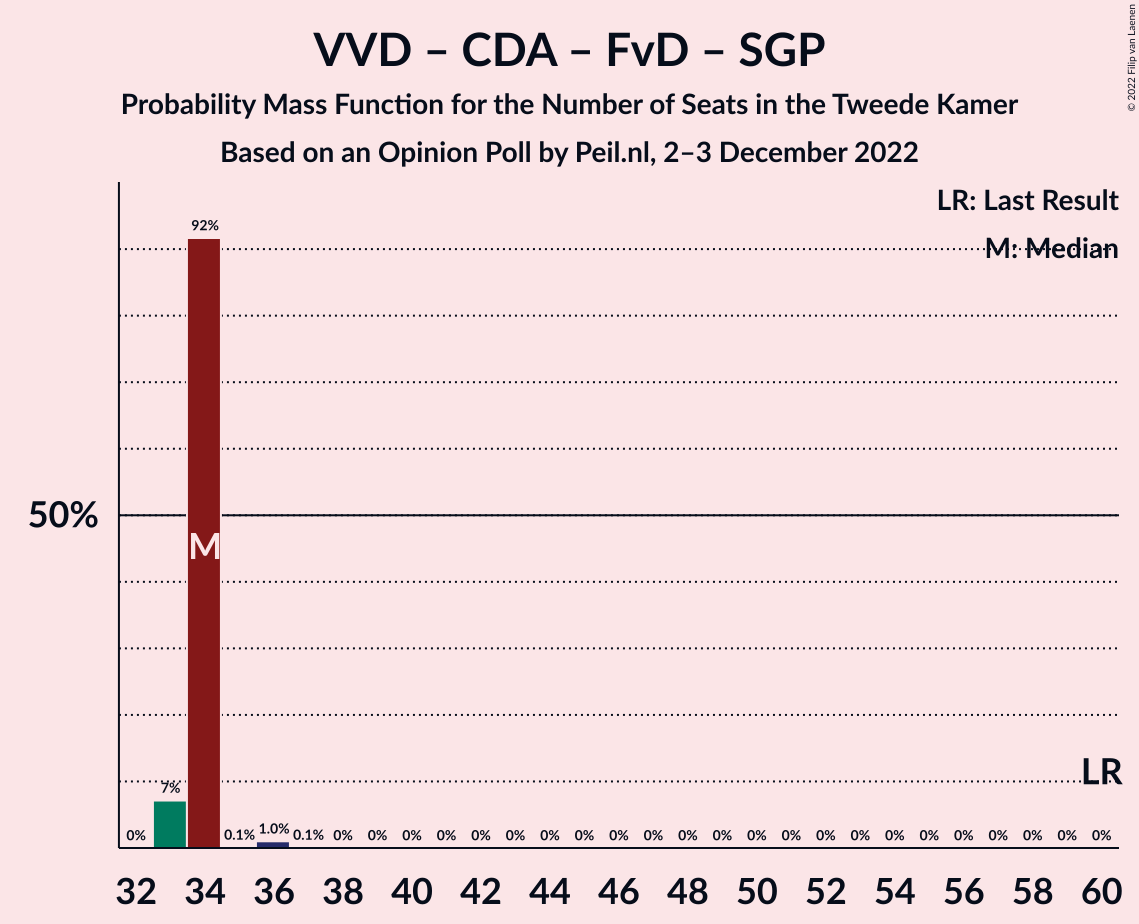 VVD – CDA – FvD – SGP
Probability Mass Function for the Number of Seats in the Tweede Kamer
Based on an Opinion Poll by Peil.nl, 2–3 December 2022
© 2022 Filip van Laenen
LR: Last Result
M: Median
92%
50%
M
LR
0% 7% 0.1% 1.0% 0.1% 0% 0% 0% 0% 0% 0% 0% 0% 0% 0% 0% 0% 0% 0% 0% 0% 0% 0% 0% 0% 0% 0% 0%
32 34 36 38 40 42 44 46 48 50 52 54 56 58 60